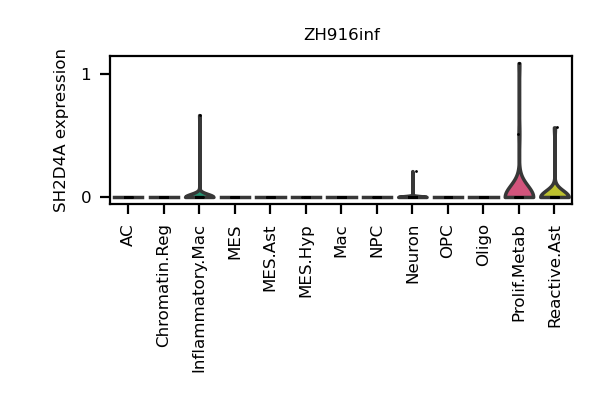 ZH916inf
SH2D4A expression
1
0
AC
Chromatin.Reg
Inflammatory.Mac
MES
MES.Ast
MES.Hyp
Mac
NPC
Neuron
OPC
Oligo
Prolif.Metab
Reactive.Ast